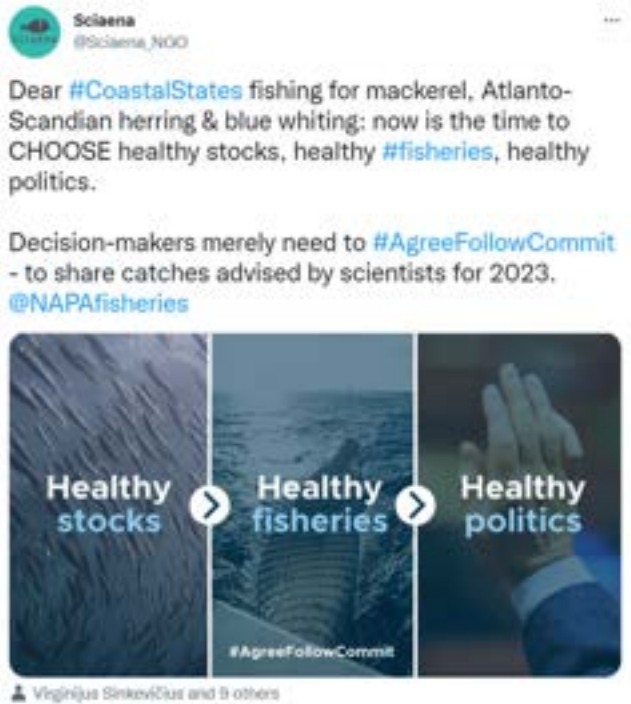 Sciaena
@Sciaena_NGO
Dear #CoastalStates fishing for mackerel, Atlanto-
Scandian herring & blue whiting: now is the time to
CHOOSE healthy stocks, healthy #fisheries, healthy
politics.
Decision-makers merely need to #AgreeFollowCommit
- to share catches advised by scientists for 2023.
@NAPAfisheries
Healthy
stocks
Healthy
fisheries
Healthy
politics
#AgreeFollowCommit
Virginijus Sinkevičius and 9 others